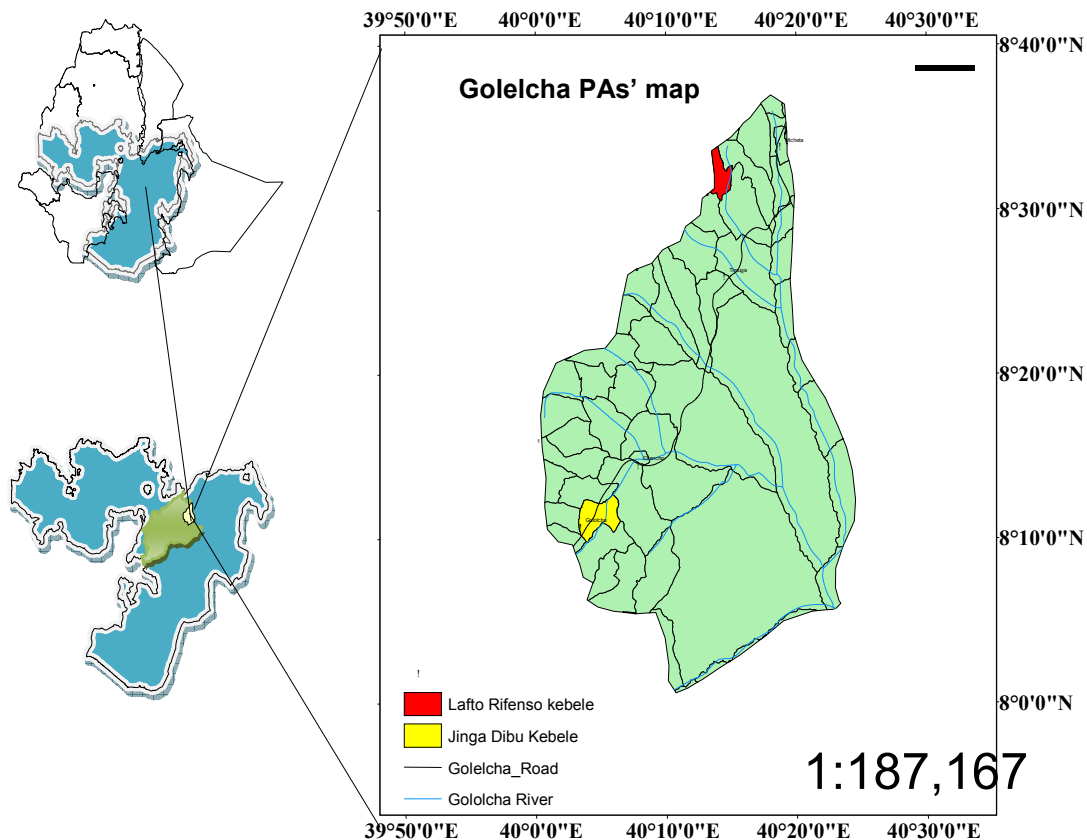 39°50'0"E 40°0'0"E 40°10'0"E 40°20'0"E 40°30'0"E
8°40'0"N
Golelcha PAs' map
8°30'0"N
8°20'0"N
8°10'0"N
Gololcha
8°0'0"N
Lafto Rifenso kebele
Jinga Dibu Kebele
Golelcha_Road
Gololcha River
1:187,167
39°50'0"E 40°0'0"E 40°10'0"E 40°20'0"E 40°30'0"E